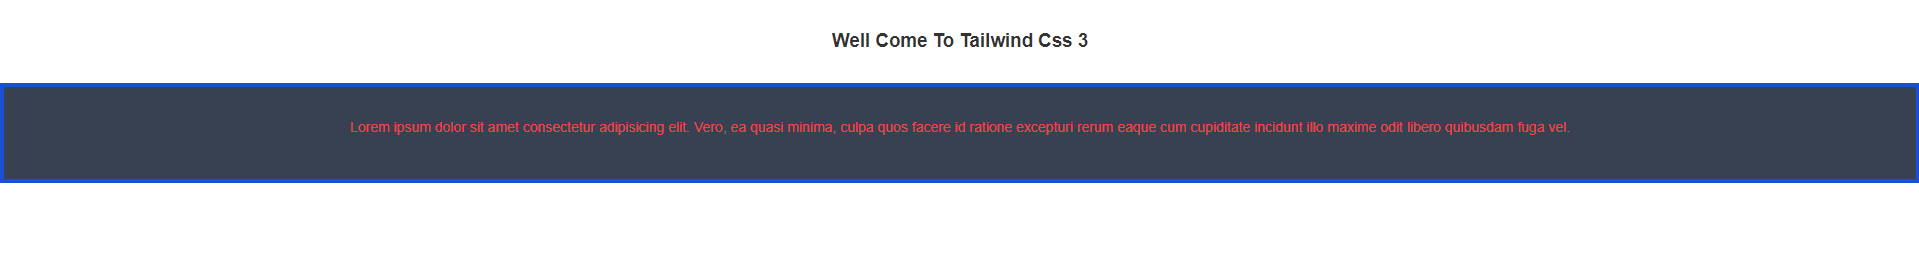 Well Come To Tailwind Css 3
Lorem ipsum dolor sit amet consectetur adipisicing elit. Vero, ea quasi minima, culpa quos facere id ratione excepturi rerum eaque cum cupiditate incidunt illo maxime odit libero quibusdam fuga vel.